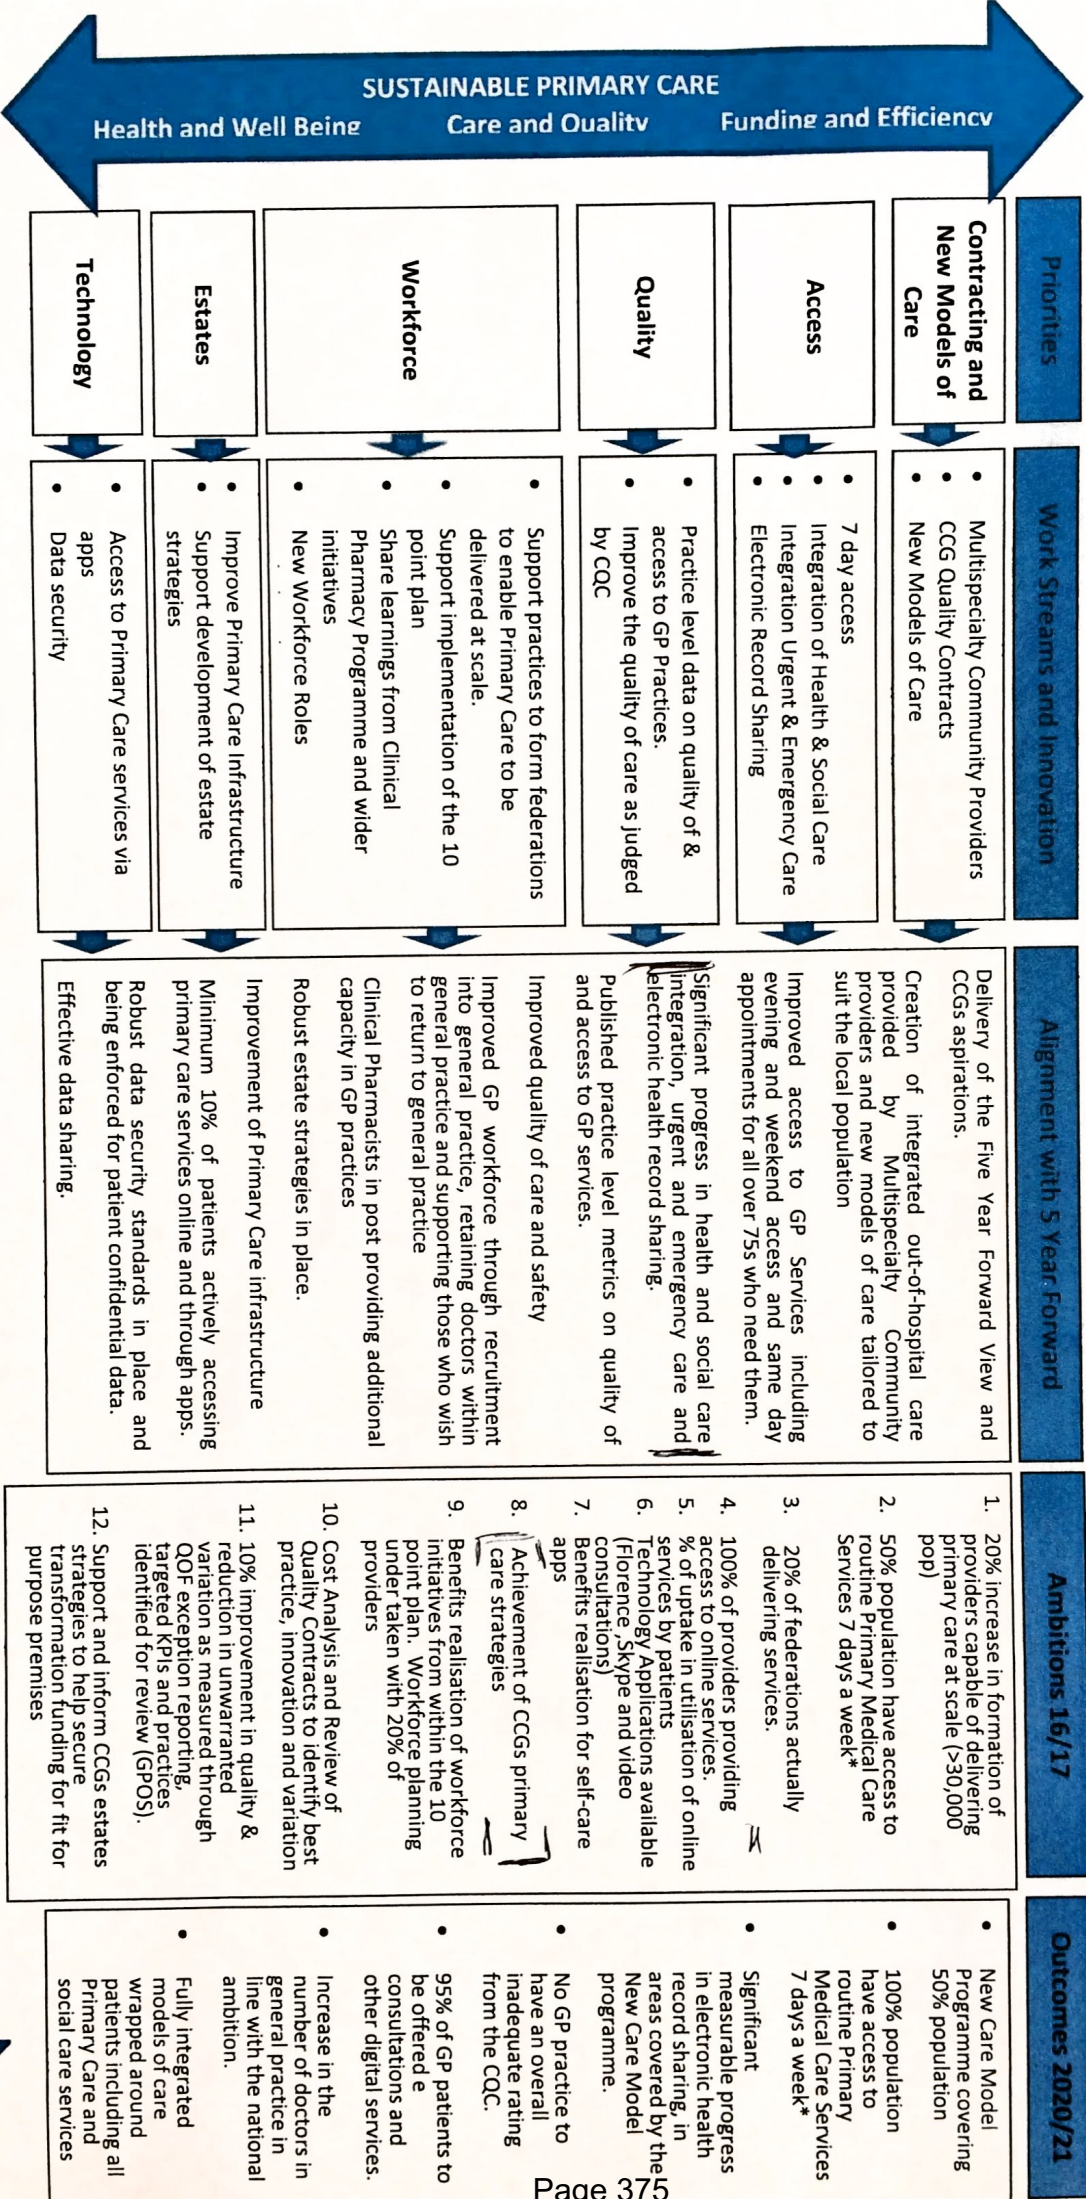 SUSTAINABLE PRIMARY CARE
Health and Well Being
Care and Quality
Funding and Efficiency
Priorities
Contracting and
New Models of
Care
Access
Quality
Workforce
Estates
Technology
Work Streams and Innovation
• Multispecialty Community Providers
• CCG Quality Contracts
• New Models of Care
• 7 day access
• Integration of Health & Social Care
• Integration Urgent & Emergency Care
• Electronic Record Sharing
• Practice level data on quality of &
access to GP Practices.
• Improve the quality of care as judged
by CQC
• Support practices to form federations
to enable Primary Care to be
delivered at scale.
• Support implementation of the 10
point plan
• Share learnings from Clinical
Pharmacy Programme and wider
initiatives
• New Workforce Roles
• Improve Primary Care Infrastructure
• Support development of estate
strategies
• Access to Primary Care services via
apps
• Data security
Alignment with 5 Year Forward
Delivery of the Five Year Forward View and
CCGs aspirations.
Creation of integrated out-of-hospital care
provided by Multispecialty Community
providers and new models of care tailored to
suit the local population
Improved access to GP Services including
evening and weekend access and same day
appointments for all over 75s who need them.
Significant progress in health and social care
integration, urgent and emergency care and
electronic health record sharing.
Published practice level metrics on quality of
and access to GP services.
Improved quality of care and safety
Improved GP workforce through recruitment
into general practice, retaining doctors within
general practice and supporting those who wish
to return to general practice
Clinical Pharmacists in post providing additional
capacity in GP practices
Robust estate strategies in place.
Improvement of Primary Care infrastructure
Minimum 10% of patients actively accessing
primary care services online and through apps.
Robust data security standards in place and
being enforced for patient confidential data.
Effective data sharing.
Ambitions 16/17
1. 20% increase in formation of
providers capable of delivering
primary care at scale (>30,000
pop)
2. 50% population have access to
routine Primary Medical Care
Services 7 days a week*
3. 20% of federations actually
delivering services.
4. 100% of providers providing
access to online services.
5. % of uptake in utilisation of online
services by patients
6. Technology Applications available
(Florence ,Skype and video
consultations)
7. Benefits realisation for self-care
apps
8. Achievement of CCGs primary
care strategies
9. Benefits realisation of workforce
initiatives from within the 10
point plan. Workforce planning
under taken with 20% of
providers
10. Cost Analysis and Review of
Quality Contracts to identify best
practice, innovation and variation
11. 10% improvement in quality &
reduction in unwarranted
variation as measured through
QOF exception reporting,
targeted KPIs and practices
identified for review (GPOS).
12. Support and inform CCGs estates
strategies to help secure
transformation funding for fit for
purpose premises
Outcomes 2020/21
• New Care Model
Programme covering
50% population
• 100% population
have access to
routine Primary
Medical Care Services
7 days a week*
• Significant
measurable progress
in electronic health
record sharing, in
areas covered by the
New Care Model
programme.
• No GP practice to
have an overall
inadequate rating
from the CQC.
• 95% of GP patients to
be offered e
consultations and
other digital services.
• Increase in the
number of doctors in
general practice in
line with the national
ambition.
• Fully integrated
models of care
wrapped around
patients including all
Primary Care and
social care services
Page 375